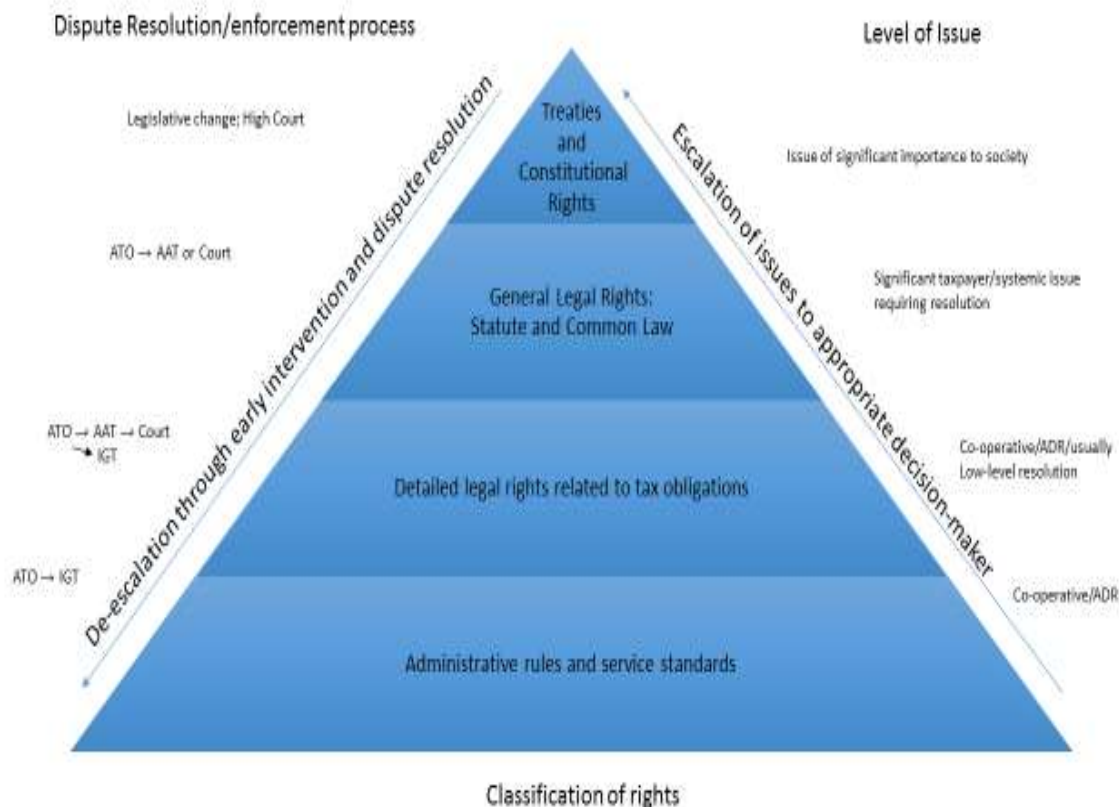 Dispute Resolution/enforcement process
Level of Issue
Legislative change; High Court
Treaties
and
Constitutional
Rights
Issue of significant importance to society
De-escalation through early intervention and dispute resolution
Escalation of issues to appropriate decision-maker
ATO → AAT or Court
General Legal Rights:
Statute and Common Law
Significant taxpayer/systemic issue
requiring resolution
ATO → AAT → Court
→ IGT
Detailed legal rights related to tax obligations
Co-operative/ADR/usually
Low-level resolution
ATO → IGT
Co-operative/ADR
Administrative rules and service standards
Classification of rights